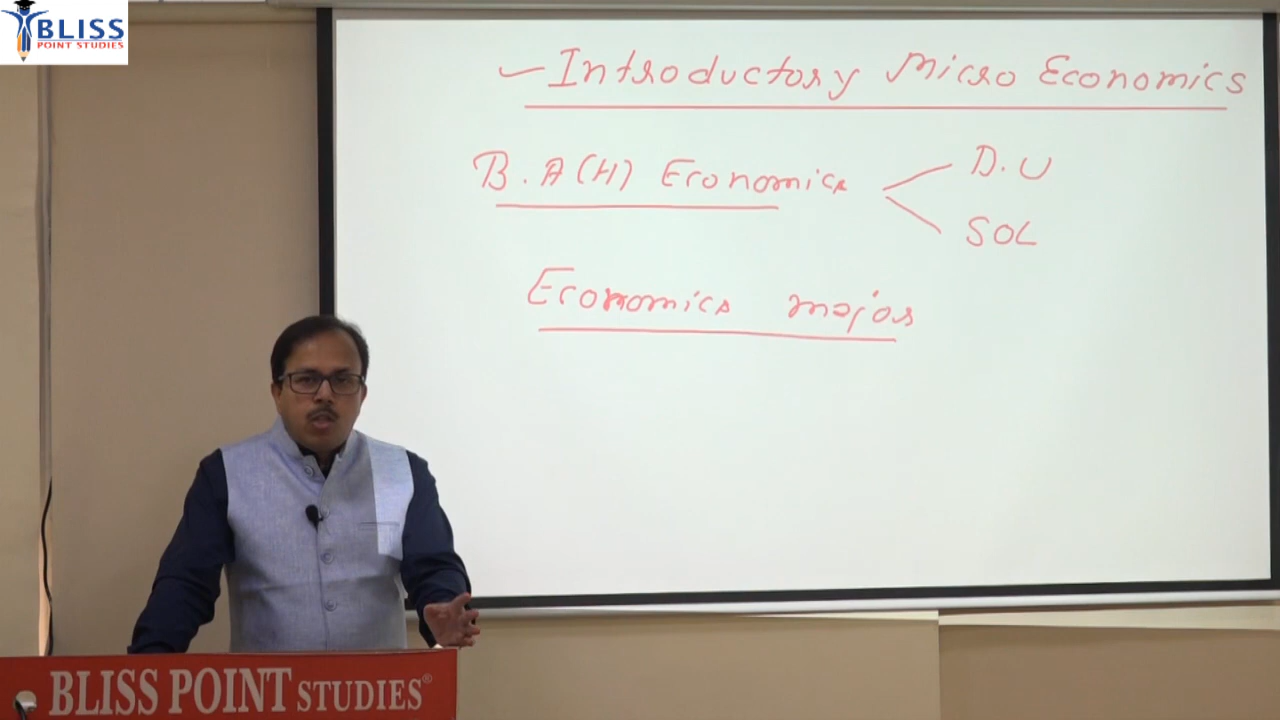 BLISS
POINT STUDIES
Introductory Micro Economics
B.A(H) Economics
D.U
SOL
Economics major
BLISS POINT STUDIES®